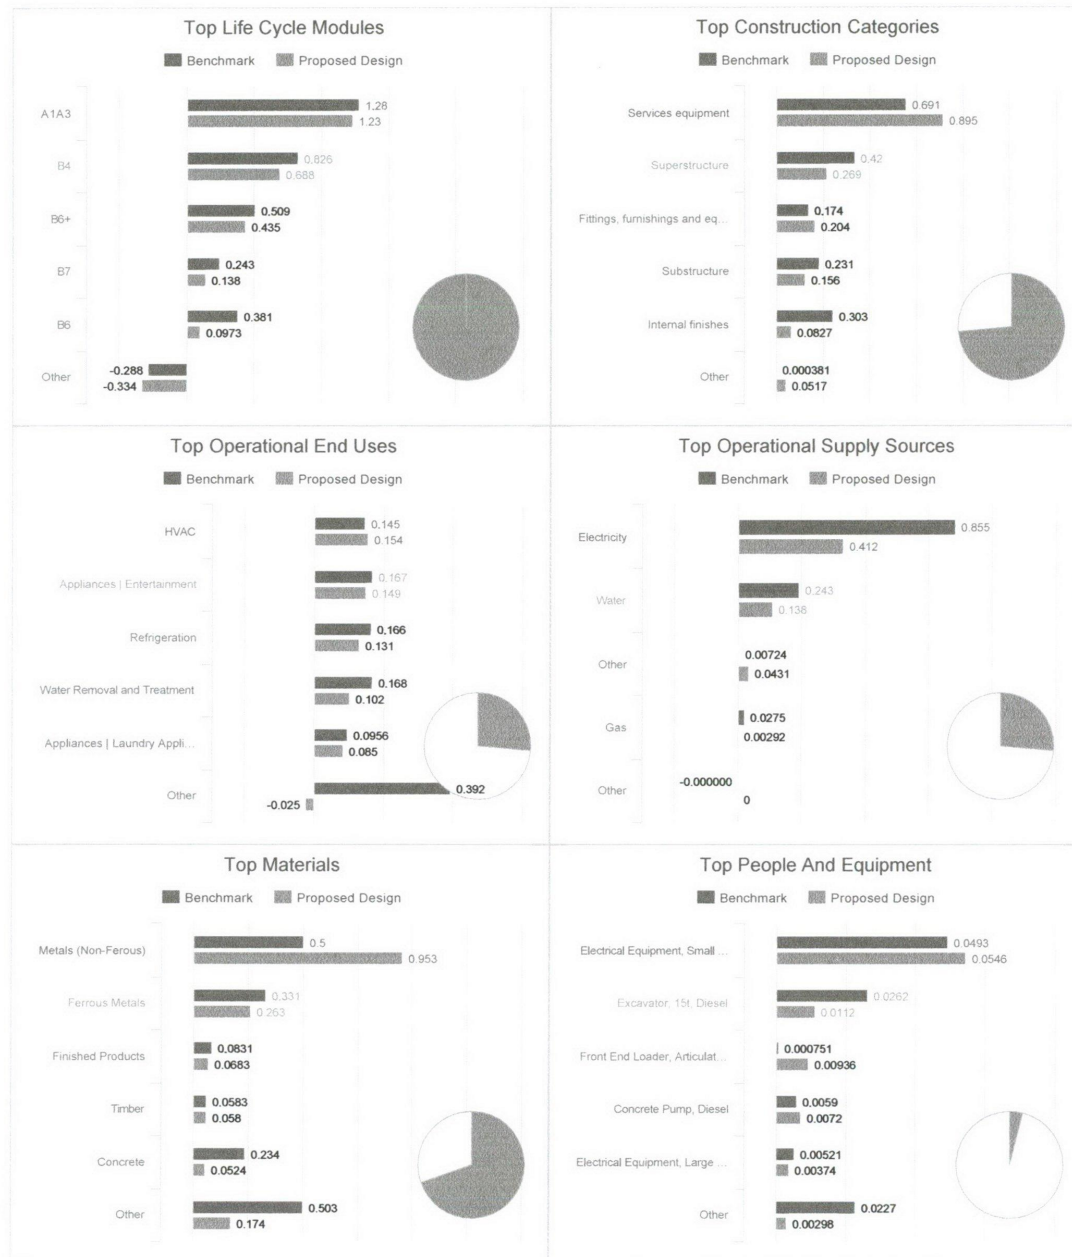 Top Life Cycle Modules
Benchmark Proposed Design
A1A3
1.28
1.23
B4
0.826
0.688
B6+
0.509
0.435
B7
0.243
0.138
B6
0.381
0.0973
Other
-0.288
-0.334
Top Construction Categories
Benchmark Proposed Design
Services equipment
0.691
0.895
Superstructure
0.42
0.269
Fittings, furnishings and eq...
0.174
0.204
Substructure
0.231
0.156
Internal finishes
0.303
0.0827
Other
0.000381
0.0517
Top Operational End Uses
Benchmark Proposed Design
HVAC
0.145
0.154
Appliances | Entertainment
0.167
0.149
Refrigeration
0.166
0.131
Water Removal and Treatment
0.168
0.102
Appliances | Laundry Appli...
0.0956
0.085
Other
0.392
-0.025
Top Operational Supply Sources
Benchmark Proposed Design
Electricity
0.855
0.412
Water
0.243
0.138
Other
0.00724
0.0431
Gas
0.0275
0.00292
Other
-0.000000
0
Top Materials
Benchmark Proposed Design
Metals (Non-Ferous)
0.5
0.953
Ferrous Metals
0.331
0.263
Finished Products
0.0831
0.0683
Timber
0.0583
0.058
Concrete
0.234
0.0524
Other
0.503
0.174
Top People And Equipment
Benchmark Proposed Design
Electrical Equipment, Small ...
0.0493
0.0546
Excavator, 15t, Diesel
0.0262
0.0112
Front End Loader, Articulat...
0.000751
0.00936
Concrete Pump, Diesel
0.0059
0.0072
Electrical Equipment, Large ...
0.00521
0.00374
Other
0.0227
0.00298